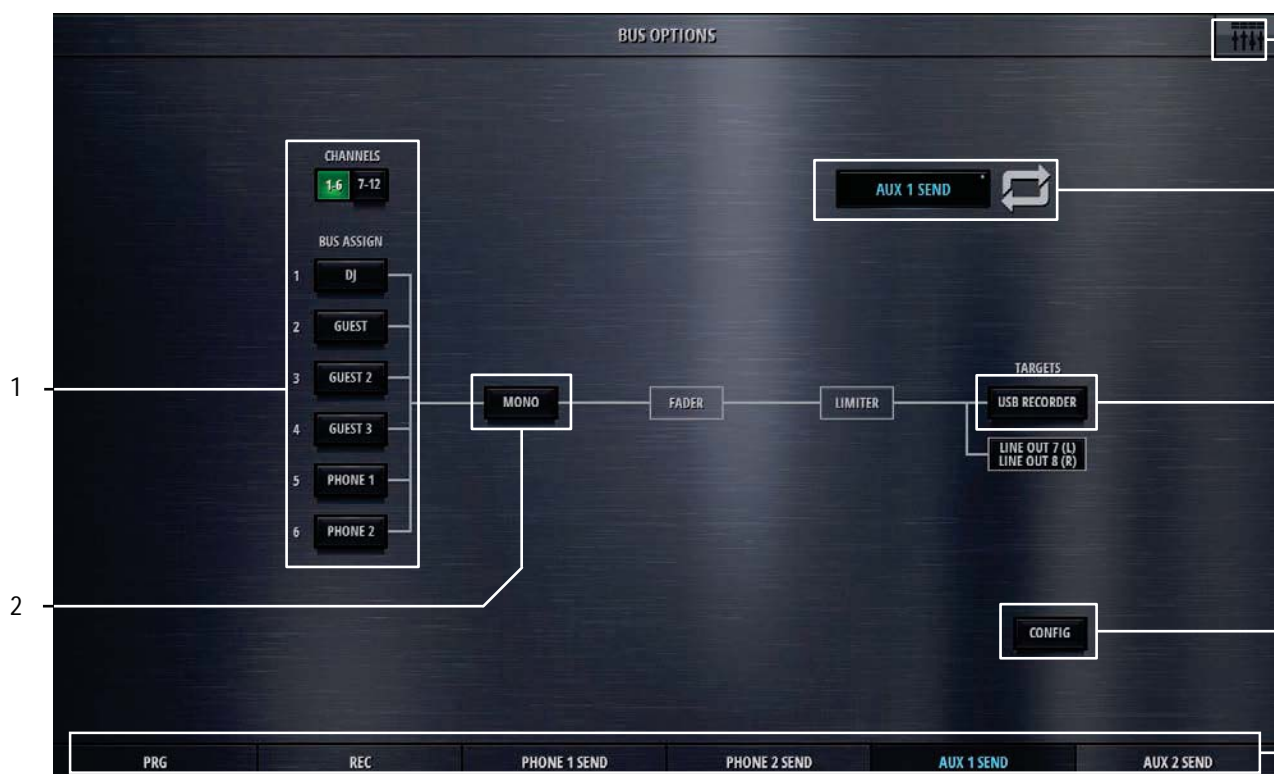 BUS OPTIONS
CHANNELS
1-6 7-12
AUX 1 SEND
BUS ASSIGN
1 DJ
2 GUEST
3 GUEST 2
4 GUEST 3
5 PHONE 1
6 PHONE 2
1
MONO
FADER
LIMITER
TARGETS
USB RECORDER
LINE OUT 7 (L)
LINE OUT 8 (R)
2
CONFIG
PRG REC PHONE 1 SEND PHONE 2 SEND AUX 1 SEND AUX 2 SEND